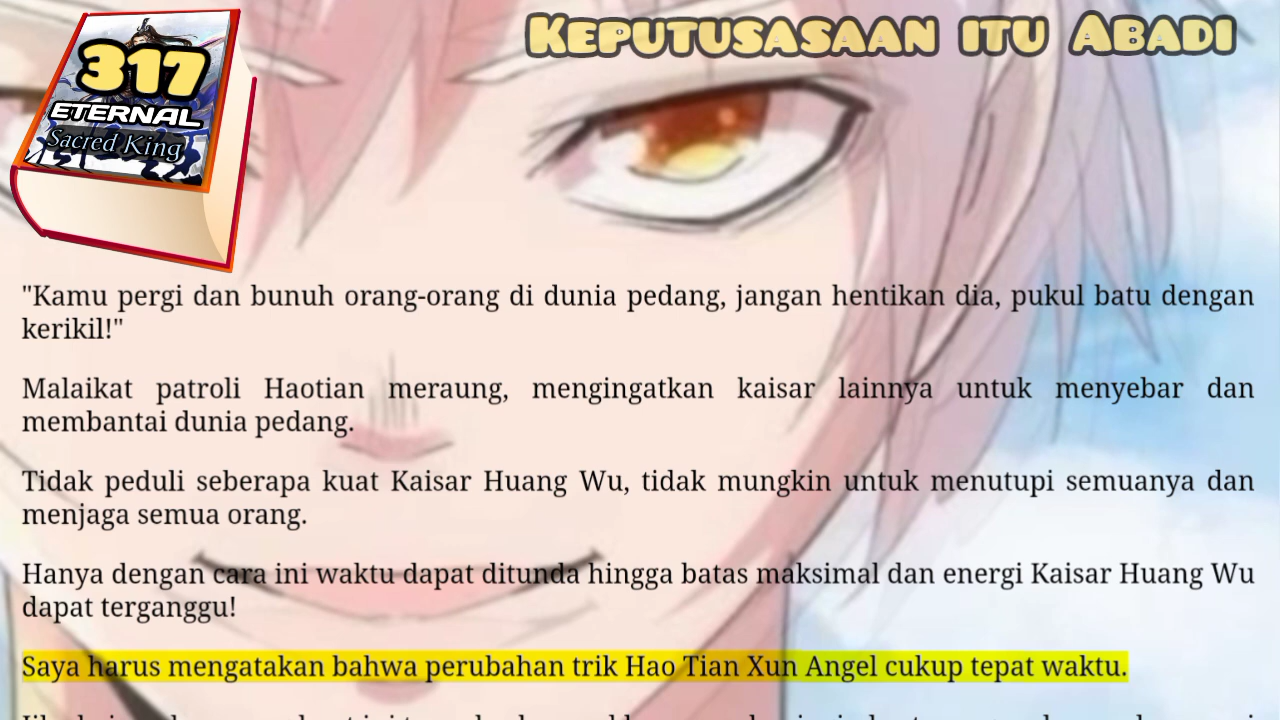 317
ETERNAL
Sacred King
Keputusasaan itu Abadi
"Kamu pergi dan bunuh orang-orang di dunia pedang, jangan hentikan dia, pukul batu dengan
kerikil!"
Malaikat patroli Haotian meraung, mengingatkan kaisar lainnya untuk menyebar dan
membantai dunia pedang.
Tidak peduli seberapa kuat Kaisar Huang Wu, tidak mungkin untuk menutupi semuanya dan
menjaga semua orang.
Hanya dengan cara ini waktu dapat ditunda hingga batas maksimal dan energi Kaisar Huang Wu
dapat terganggu!
Saya harus mengatakan bahwa perubahan trik Hao Tian Xun Angel cukup tepat waktu.